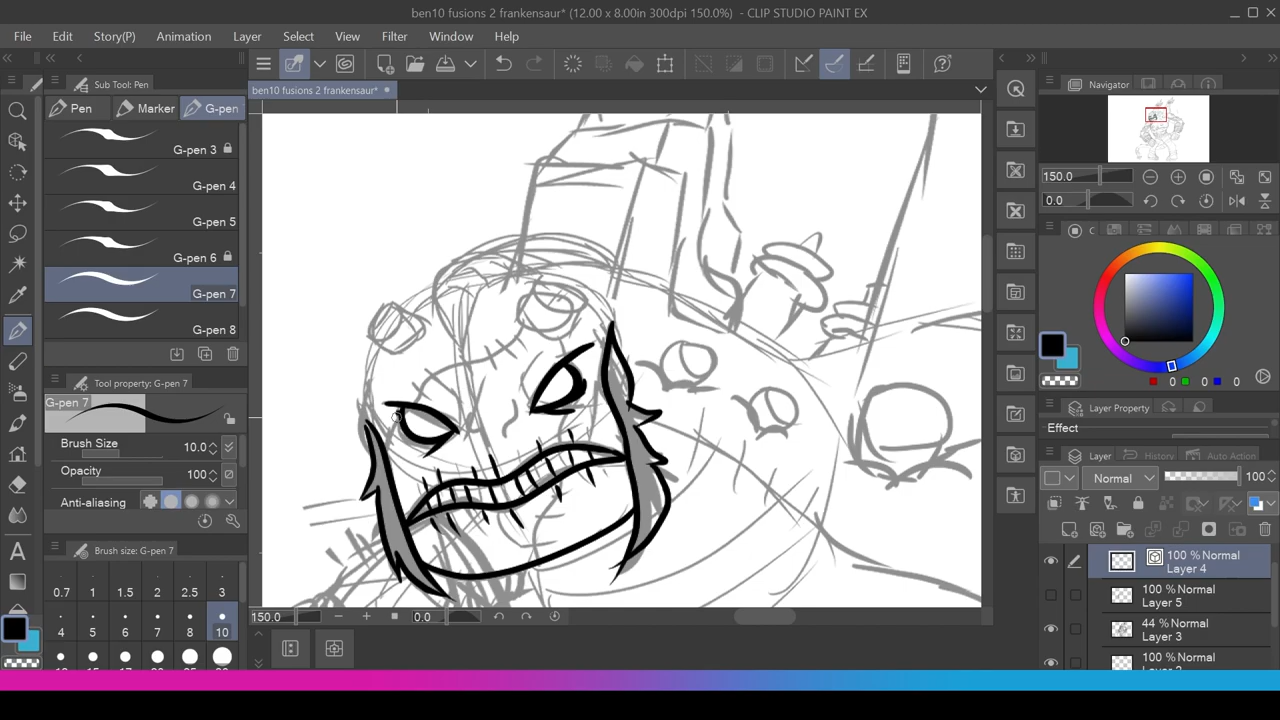 ben10 fusions 2 frankensaur* (12.00 x 8.00in 300dpi 150.0%) - CLIP STUDIO PAINT EX
File Edit Story(P) Animation Layer Select View Filter Window Help
Sub Tool: Pen
Pen Marker G-pen
G-pen 3
G-pen 4
G-pen 5
G-pen 6
G-pen 7
G-pen 8
Tool property: G-pen 7
G-pen 7
Brush Size 10.0
Opacity 100
Anti-aliasing
Brush size: G-pen 7
0.7 1 1.5 2 2.5 3
4 5 6 7 8 10
ben10 fusions 2 frankensaur*
150.0 0.0
Navigator
150.0
0.0
0 0 0
Layer Property
Effect
Layer History Auto Action
Normal 100
100 % Normal
Layer 4
100 % Normal
Layer 5
44 % Normal
Layer 3
100 % Normal